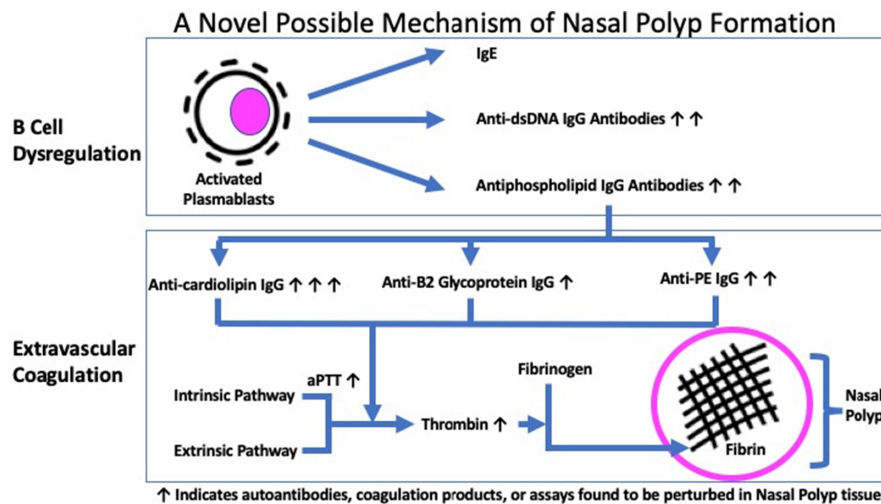 A Novel Possible Mechanism of Nasal Polyp Formation
B Cell
Dysregulation
Activated
Plasmablasts
IgE
Anti-dsDNA IgG Antibodies ↑ ↑
Antiphospholipid IgG Antibodies ↑ ↑
Extravascular
Coagulation
Anti-cardiolipin IgG ↑ ↑ ↑
Anti-B2 Glycoprotein IgG ↑
Anti-PE IgG ↑ ↑
aPTT ↑
Intrinsic Pathway
Extrinsic Pathway
Thrombin ↑
Fibrinogen
Fibrin
Nasal
Polyp
↑ Indicates autoantibodies, coagulation products, or assays found to be perturbed in Nasal Polyp tissue